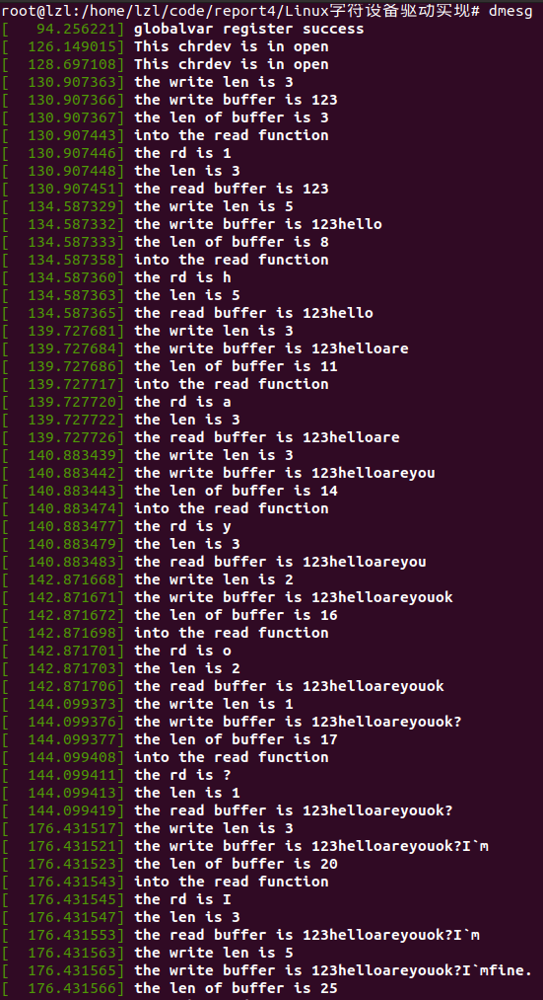 root@lzl:/home/lzl/code/report4/Linux字符设备驱动实现# dmesg
[   94.256221] globalvar register success
[  126.149015] This chrdev is in open
[  128.697108] This chrdev is in open
[  130.907363] the write len is 3
[  130.907366] the write buffer is 123
[  130.907367] the len of buffer is 3
[  130.907443] into the read function
[  130.907446] the rd is 1
[  130.907448] the len is 3
[  130.907451] the read buffer is 123
[  134.587329] the write len is 5
[  134.587332] the write buffer is 123hello
[  134.587333] the len of buffer is 8
[  134.587358] into the read function
[  134.587360] the rd is h
[  134.587363] the len is 5
[  134.587365] the read buffer is 123hello
[  139.727681] the write len is 3
[  139.727684] the write buffer is 123helloare
[  139.727686] the len of buffer is 11
[  139.727717] into the read function
[  139.727720] the rd is a
[  139.727722] the len is 3
[  139.727726] the read buffer is 123helloare
[  140.883439] the write len is 3
[  140.883442] the write buffer is 123helloareyou
[  140.883443] the len of buffer is 14
[  140.883474] into the read function
[  140.883477] the rd is y
[  140.883479] the len is 3
[  140.883483] the read buffer is 123helloareyou
[  142.871668] the write len is 2
[  142.871671] the write buffer is 123helloareyouok
[  142.871672] the len of buffer is 16
[  142.871698] into the read function
[  142.871701] the rd is o
[  142.871703] the len is 2
[  142.871706] the read buffer is 123helloareyouok
[  144.099373] the write len is 1
[  144.099376] the write buffer is 123helloareyouok?
[  144.099377] the len of buffer is 17
[  144.099408] into the read function
[  144.099411] the rd is ?
[  144.099413] the len is 1
[  144.099419] the read buffer is 123helloareyouok?
[  176.431517] the write len is 3
[  176.431521] the write buffer is 123helloareyouok?I`m
[  176.431523] the len of buffer is 20
[  176.431543] into the read function
[  176.431545] the rd is I
[  176.431547] the len is 3
[  176.431553] the read buffer is 123helloareyouok?I`m
[  176.431563] the write len is 5
[  176.431565] the write buffer is 123helloareyouok?I`mfine.
[  176.431566] the len of buffer is 25